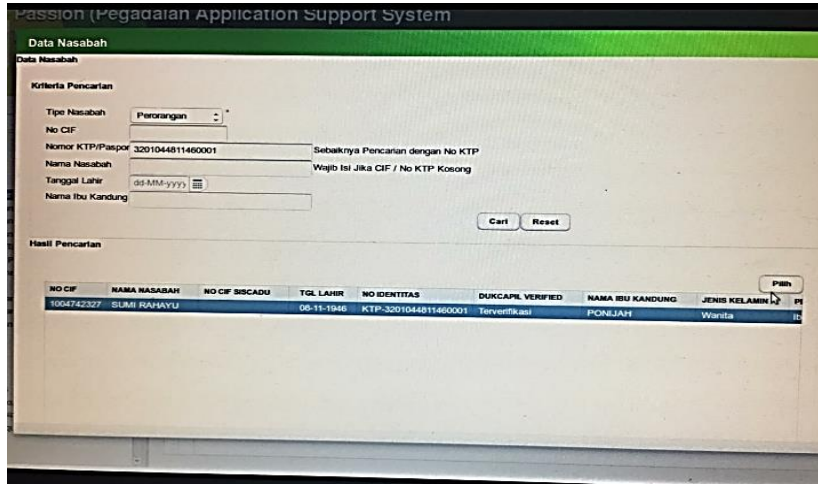 Passion (Pegadaian Application Support System
Data Nasabah
Data Nasabah
Kriteria Pencarian
Tipe Nasabah Perorangan *
No CIF
Nomor KTP/Paspor 3201044811460001 Sebaiknya Pencarian dengan No KTP
Nama Nasabah Wajib Isi Jika CIF / No KTP Kosong
Tanggal Lahir dd-MM-yyyy
Nama Ibu Kandung
Cari Reset
Hasil Pencarian
Pilih
NO CIF NAMA NASABAH NO CIF SISCADU TGL LAHIR NO IDENTITAS DUKCAPIL VERIFIED NAMA IBU KANDUNG JENIS KELAMIN
1004742327 SUMI RAHAYU 08-11-1946 KTP-3201044811460001 Terverifikasi PONIJAH Wanita